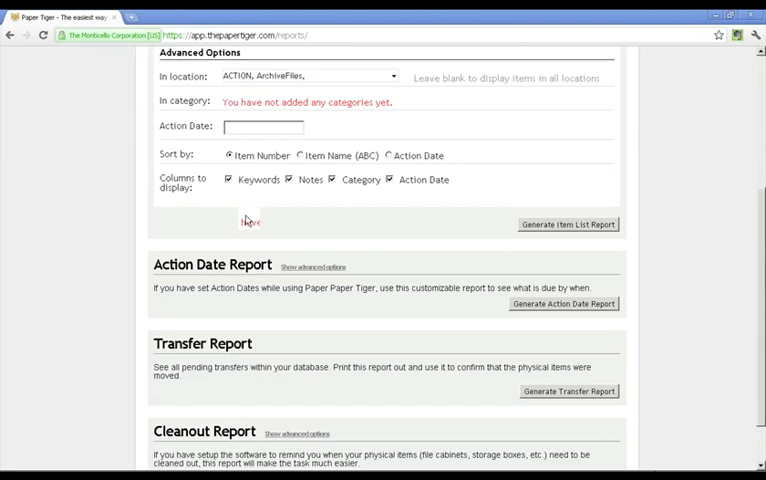 Paper Tiger - The easiest way
The Monticello Corporation [US] https://app.thepapertiger.com/reports/
Advanced Options
In location: ACTION, ArchiveFiles, Leave blank to display items in all locations
In category: You have not added any categories yet.
Action Date:
Sort by: Item Number Item Name (ABC) Action Date
Columns to display: Keywords Notes Category Action Date
Generate Item List Report
Action Date Report Show advanced options
If you have set Action Dates while using Paper Paper Tiger, use this customizable report to see what is due by when.
Generate Action Date Report
Transfer Report
See all pending transfers within your database. Print this report out and use it to confirm that the physical items were
moved.
Generate Transfer Report
Cleanout Report Show advanced options
If you have setup the software to remind you when your physical items (file cabinets, storage boxes, etc.) need to be
cleaned out, this report will make the task much easier.